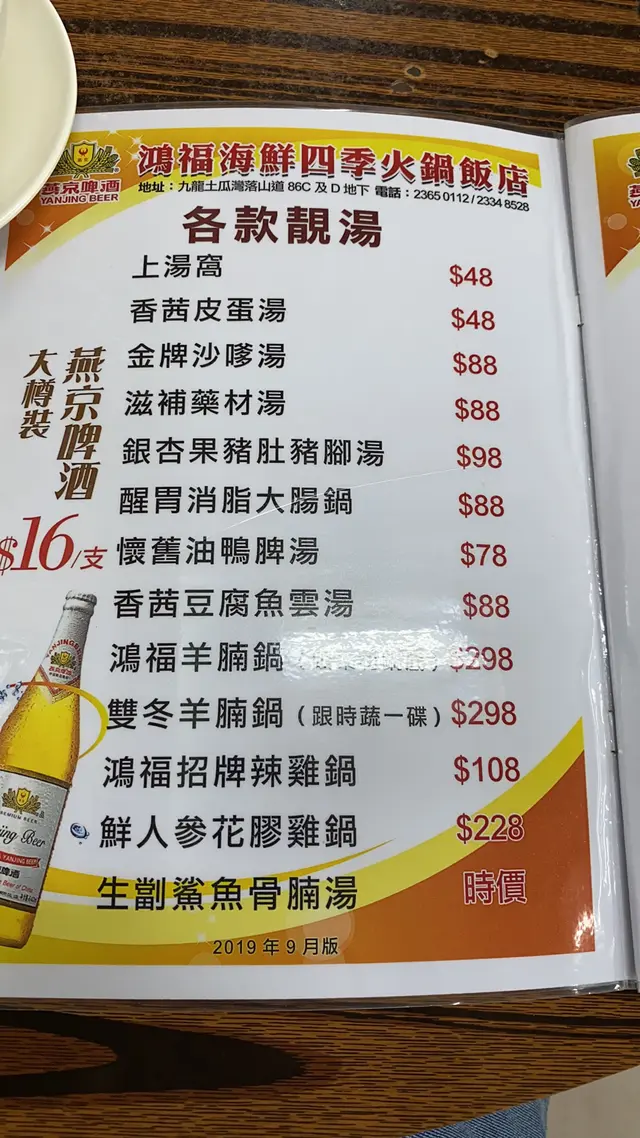 燕京啤酒
YANJING BEER
鴻福海鮮四季火鍋飯店
地址：九龍土瓜灣落山道 86C 及 D 地下 電話：2365 0112 / 2334 8528
各款靚湯
上湯窩 $48
香茜皮蛋湯 $48
金牌沙嗲湯 $88
滋補藥材湯 $88
銀杏果豬肚豬腳湯 $98
醒胃消脂大腸鍋 $88
懷舊油鴨脾湯 $78
香茜豆腐魚雲湯 $88
鴻福羊腩鍋 $298
雙冬羊腩鍋（跟時蔬一碟） $298
鴻福招牌辣雞鍋 $108
鮮人參花膠雞鍋 $228
生劏鯊魚骨腩湯 時價
2019 年 9 月版
燕京啤酒
大樽裝
$16/支
YANJING BEER